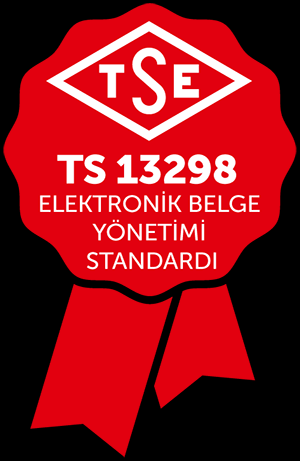 TSE
TS 13298
ELEKTRONİK BELGE
YÖNETİMİ
STANDARDI